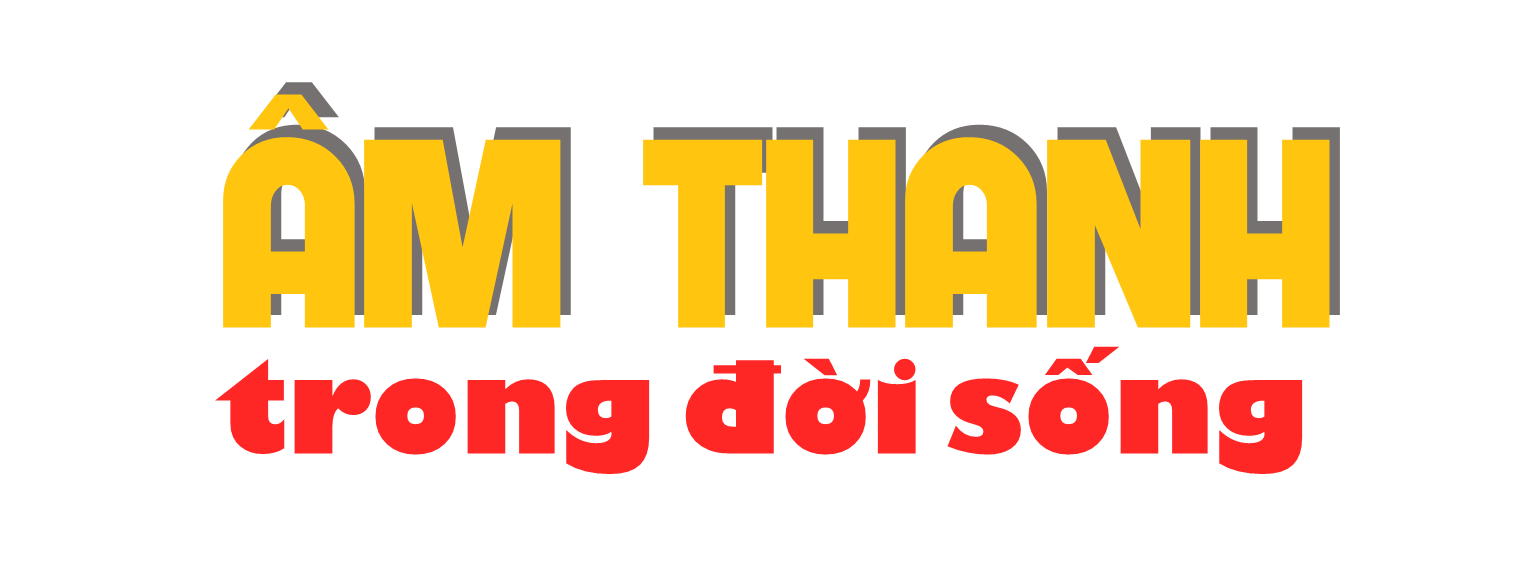 ÂM THANH
trong đời sống